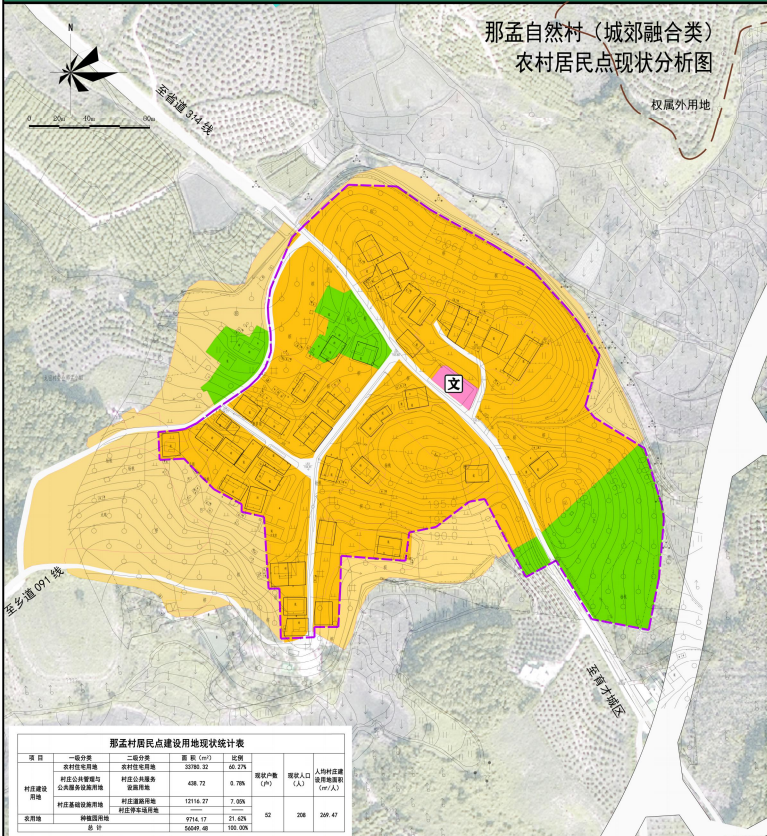 那孟自然村（城郊融合类）
农村居民点现状分析图
N
0 20m 40m 80m
至省道 314 线
权属外用地
文
至乡道 091 线
至育才城区
那孟村居民点建设用地现状统计表
项 目 一级分类 二级分类 面 积（m²） 比例 现状户数（户） 现状人口（人） 人均村庄建设用地面积（m²/人）
村庄建设用地 农村住宅用地 农村住宅用地 33780.32 60.27%
村庄公共管理与公共服务设施用地 村庄公共服务设施用地 438.72 0.78%
村庄基础设施用地 村庄道路用地 12116.27 7.05%
村庄停车场用地 —— ——
农用地 种植园用地 9714.17 21.62%
总 计 56049.48 100.00%
52 208 269.47